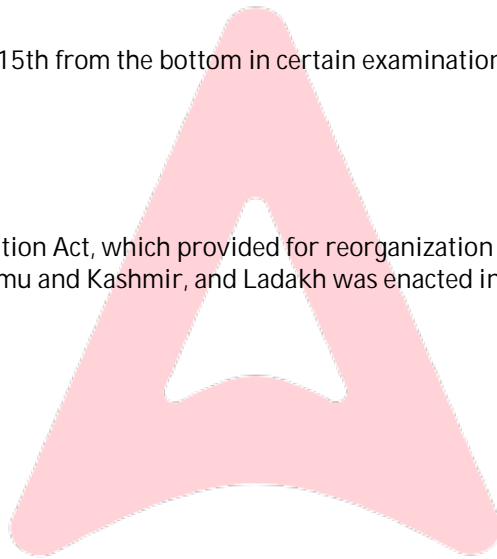 15th from the bottom in certain examination
tion Act, which provided for reorganization
mu and Kashmir, and Ladakh was enacted in